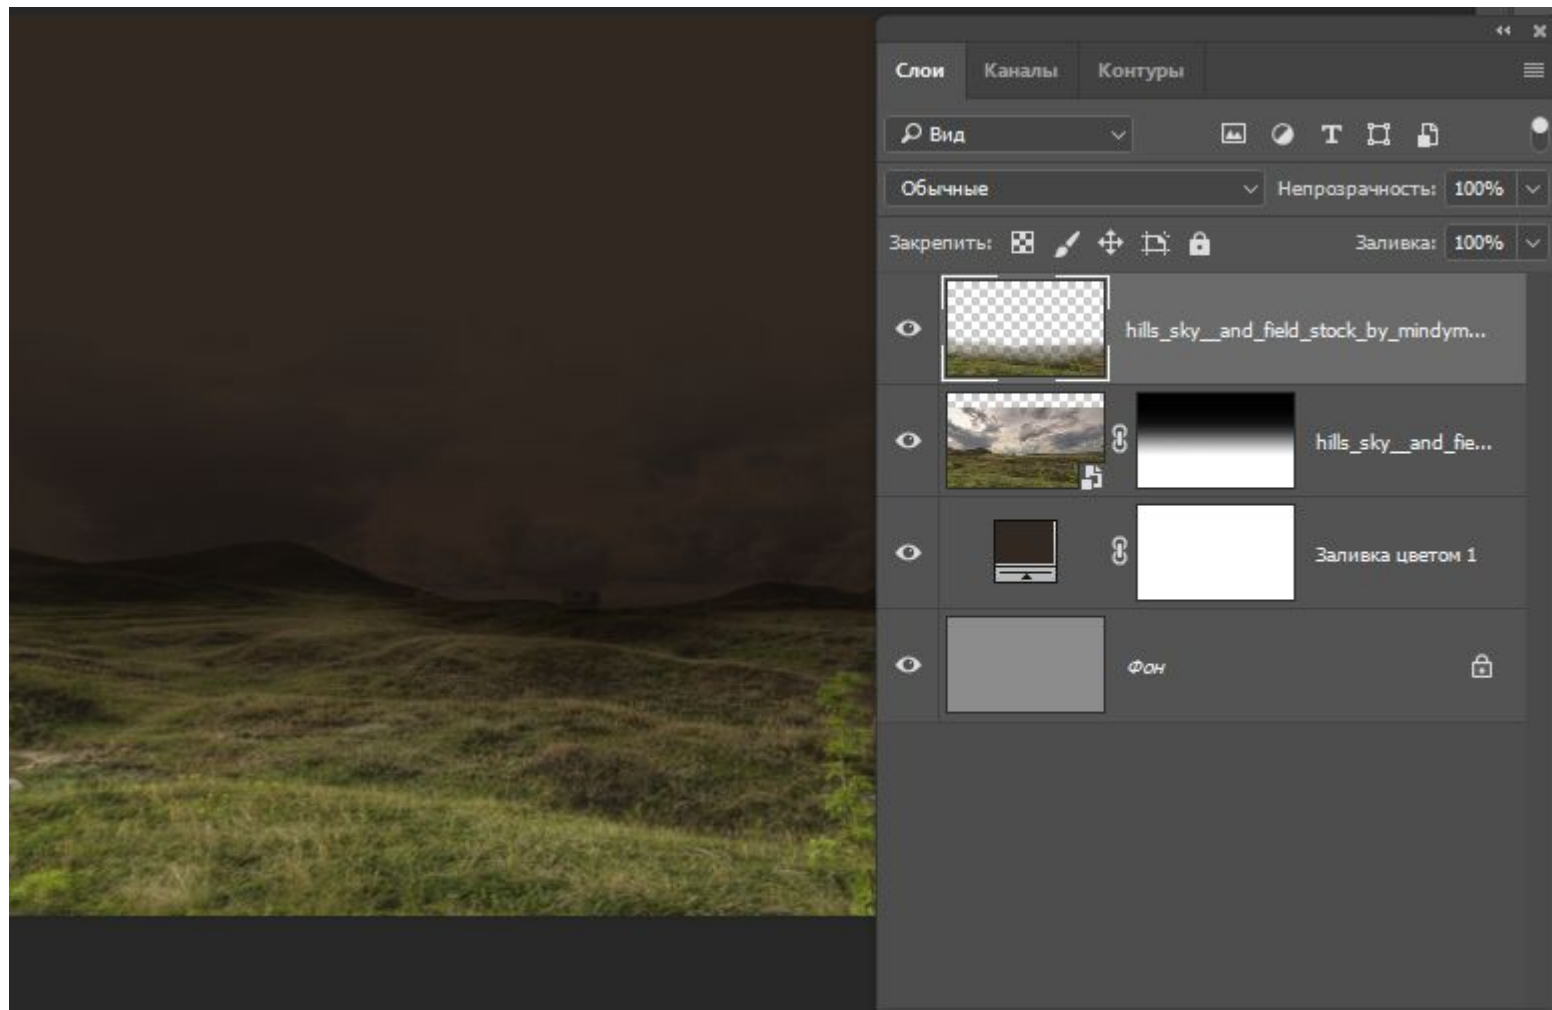 Слои Каналы Контуры
Вид
Обычные Непрозрачность: 100%
Закрепить: Заливка: 100%
hills_sky__and_field_stock_by_mindym...
hills_sky__and_fie...
Заливка цветом 1
Фон